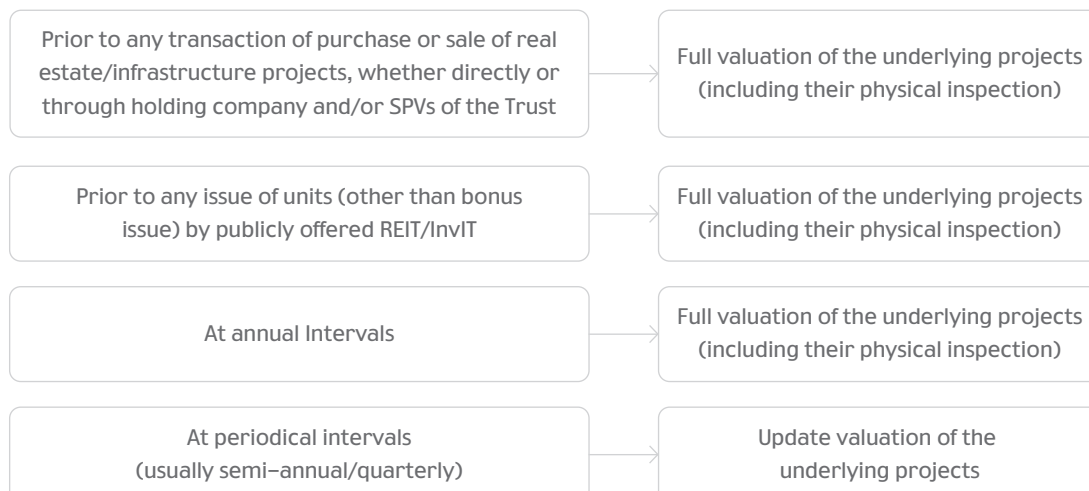 Prior to any transaction of purchase or sale of real
estate/infrastructure projects, whether directly or
through holding company and/or SPVs of the Trust
Full valuation of the underlying projects
(including their physical inspection)
Prior to any issue of units (other than bonus
issue) by publicly offered REIT/InvIT
Full valuation of the underlying projects
(including their physical inspection)
At annual Intervals
Full valuation of the underlying projects
(including their physical inspection)
At periodical intervals
(usually semi-annual/quarterly)
Update valuation of the
underlying projects